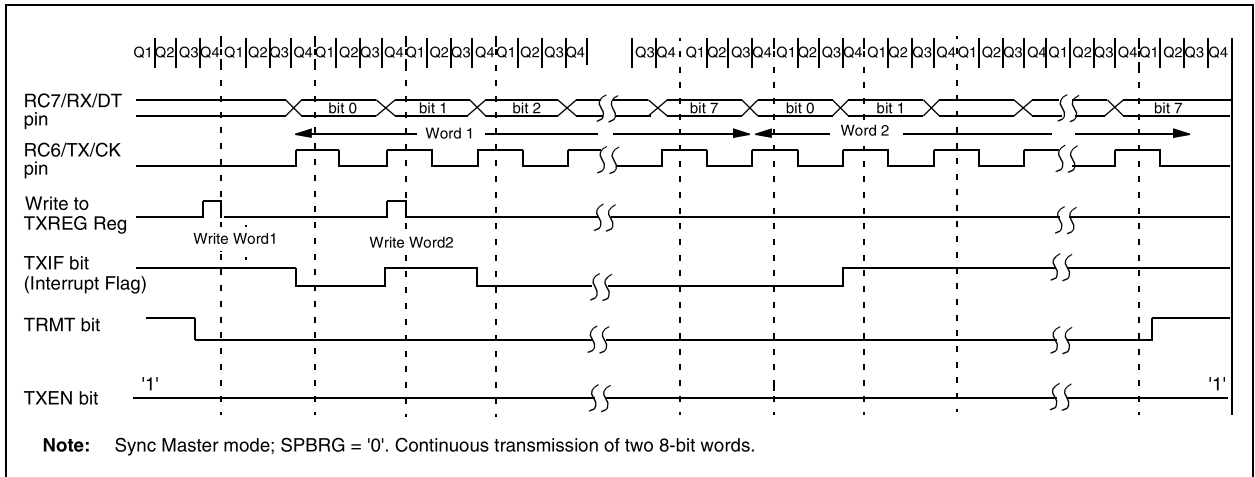 Q1 Q2 Q3 Q4 Q1 Q2 Q3 Q4 Q1 Q2 Q3 Q4 Q1 Q2 Q3 Q4 Q1 Q2 Q3 Q4 Q3 Q4 Q1 Q2 Q3 Q4 Q1 Q2 Q3 Q4 Q1 Q2 Q3 Q4 Q1 Q2 Q3 Q4 Q1 Q2 Q3 Q4 Q1 Q2 Q3 Q4
RC7/RX/DT
pin
bit 0 bit 1 bit 2 bit 7 bit 0 bit 1 bit 7
Word 1 Word 2
RC6/TX/CK
pin
Write to
TXREG Reg
Write Word1 Write Word2
TXIF bit
(Interrupt Flag)
TRMT bit
'1' '1'
TXEN bit
Note: Sync Master mode; SPBRG = '0'. Continuous transmission of two 8-bit words.